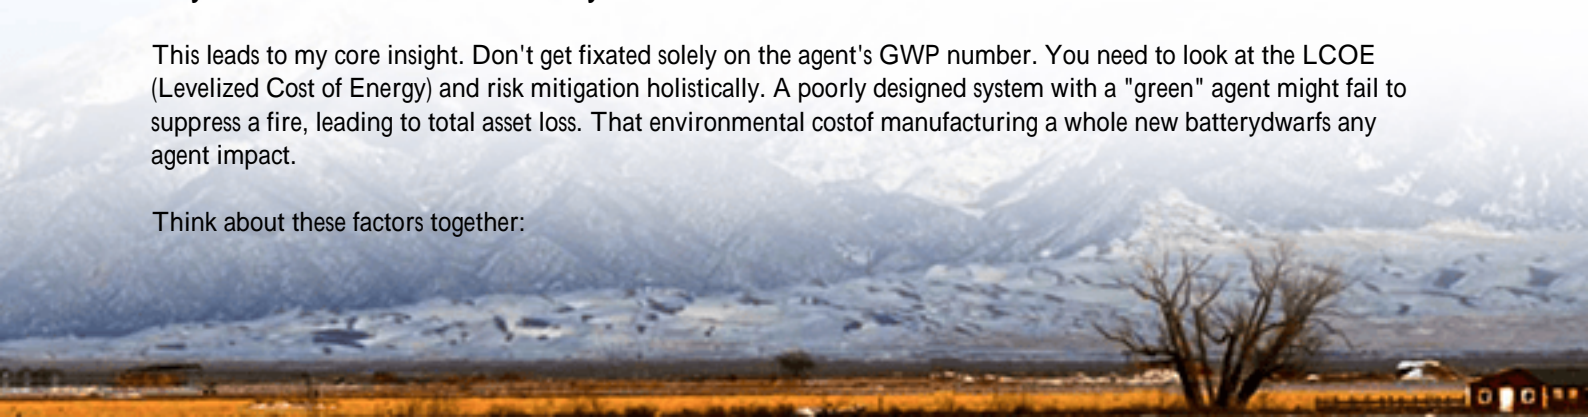 This leads to my core insight. Don't get fixated solely on the agent's GWP number. You need to look at the LCOE
(Levelized Cost of Energy) and risk mitigation holistically. A poorly designed system with a "green" agent might fail to
suppress a fire, leading to total asset loss. That environmental costof manufacturing a whole new batterydwarfs any
agent impact.
Think about these factors together: